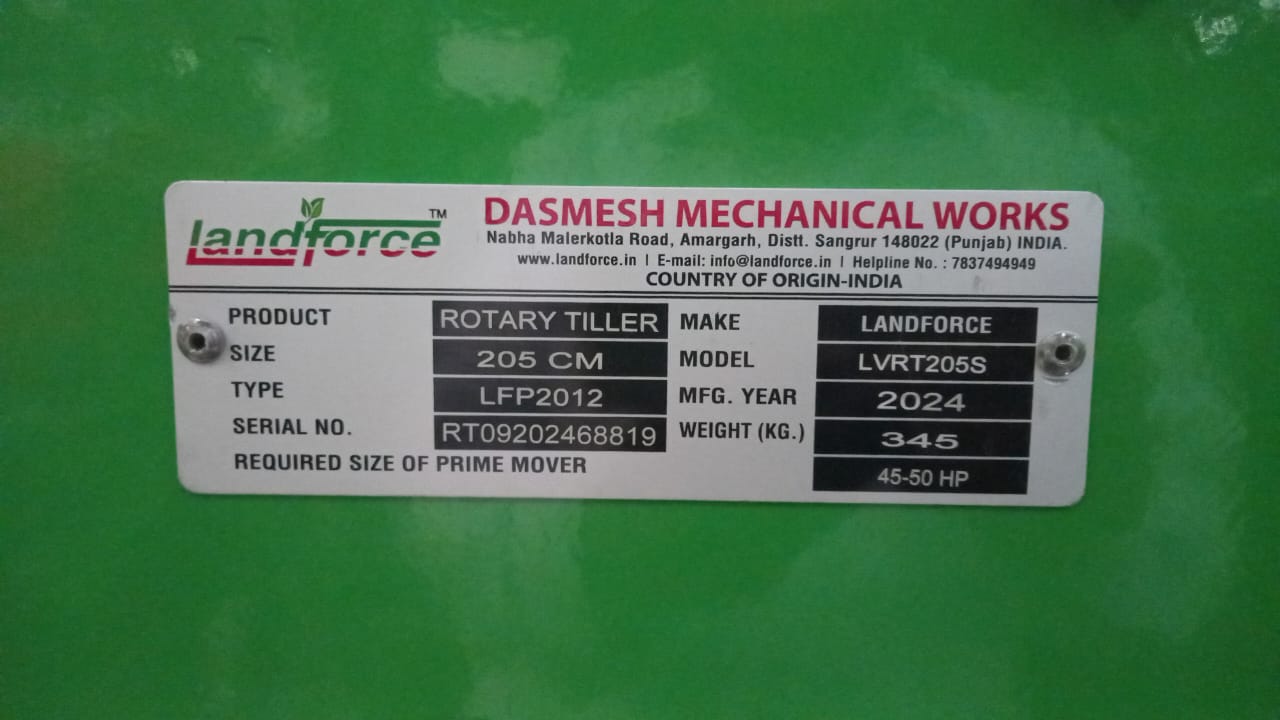 landforce™
DASMESH MECHANICAL WORKS
Nabha Malerkotla Road, Amargarh, Distt. Sangrur 148022 (Punjab) INDIA.
www.landforce.in | E-mail: info@landforce.in | Helpline No. : 7837494949
COUNTRY OF ORIGIN-INDIA
PRODUCT ROTARY TILLER MAKE LANDFORCE
SIZE 205 CM MODEL LVRT205S
TYPE LFP2012 MFG. YEAR 2024
SERIAL NO. RT09202468819 WEIGHT (KG.) 345
REQUIRED SIZE OF PRIME MOVER 45-50 HP